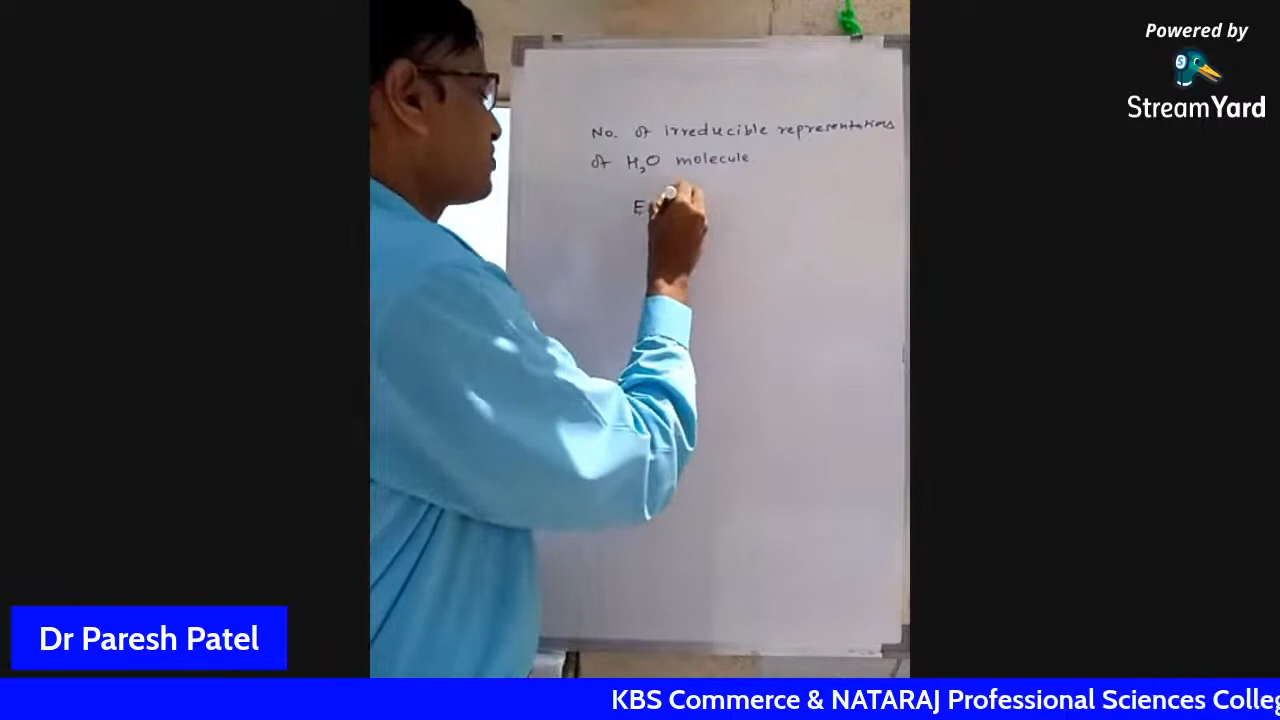 Powered by
StreamYard
No. of irreducible representations
of H₂O molecule
E
Dr Paresh Patel
KBS Commerce & NATARAJ Professional Sciences Colleg